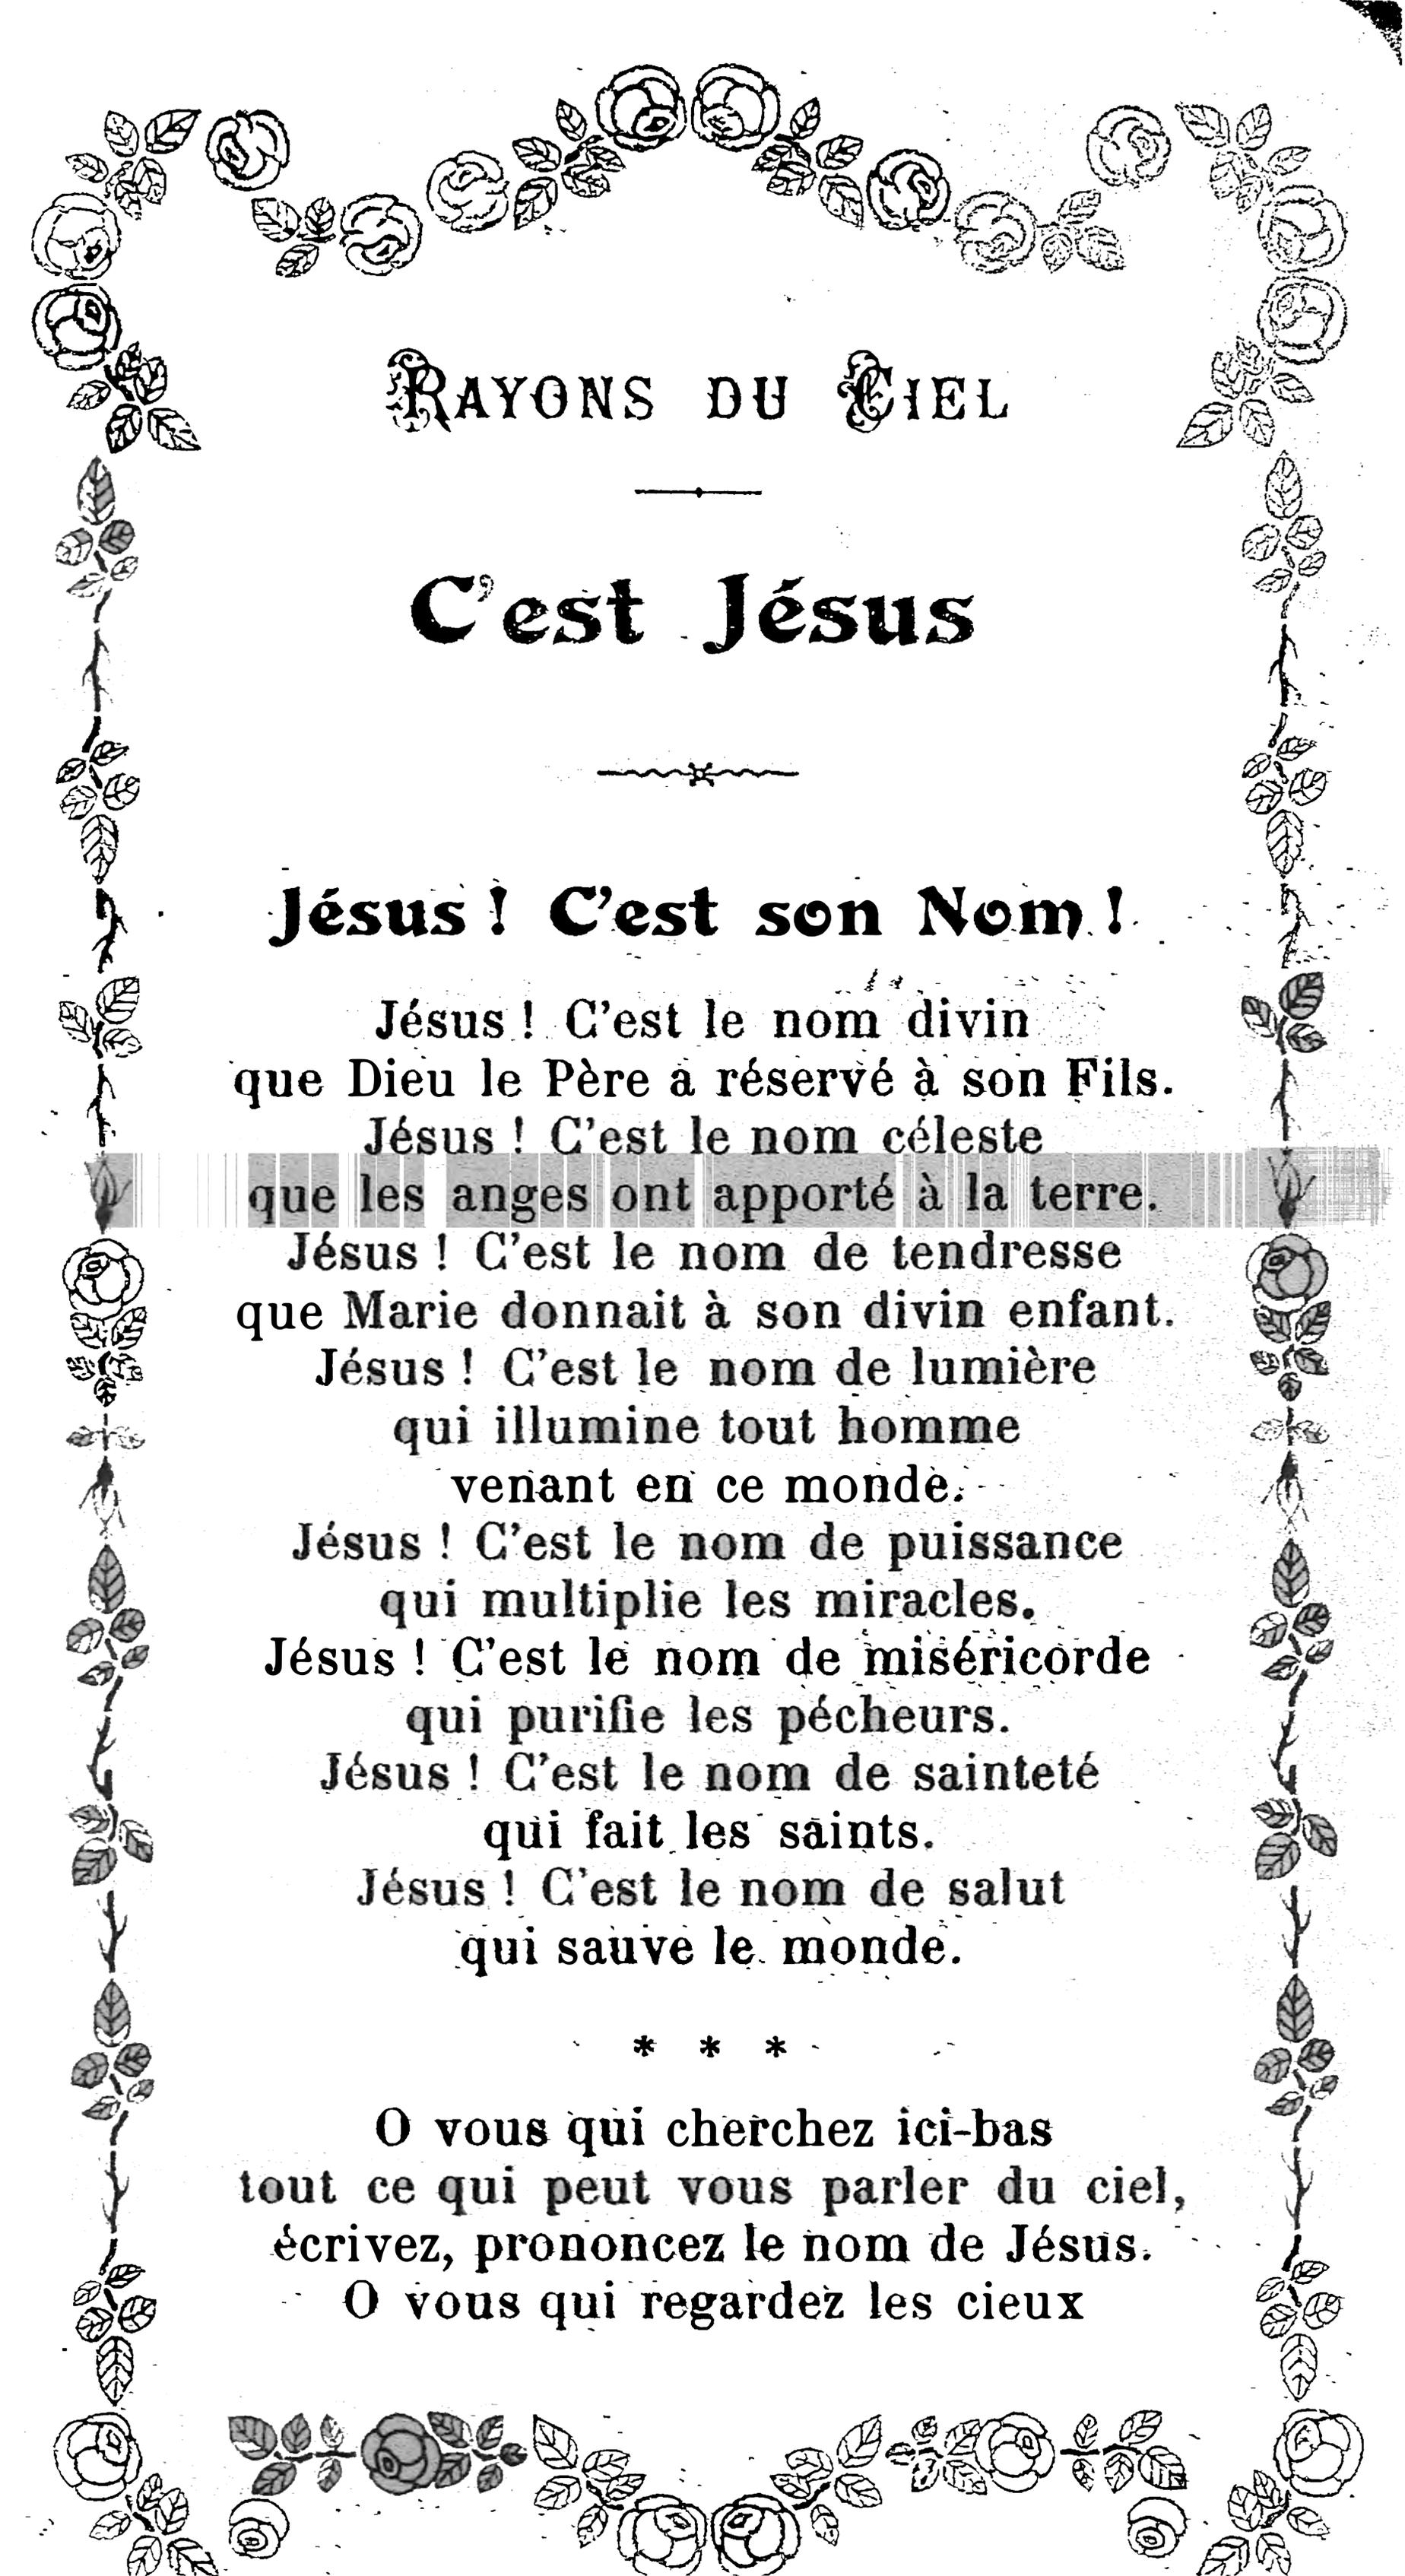 RAYONS DU CIEL
C'est Jésus
Jésus ! C'est son Nom !
Jésus ! C'est le nom divin
que Dieu le Père a réservé à son Fils.
Jésus ! C'est le nom céleste
que les anges ont apporté à la terre.
Jésus ! C'est le nom de tendresse
que Marie donnait à son divin enfant.
Jésus ! C'est le nom de lumière
qui illumine tout homme
venant en ce monde.
Jésus ! C'est le nom de puissance
qui multiplie les miracles.
Jésus ! C'est le nom de miséricorde
qui purifie les pécheurs.
Jésus ! C'est le nom de sainteté
qui fait les saints.
Jésus ! C'est le nom de salut
qui sauve le monde.
* * *
O vous qui cherchez ici-bas
tout ce qui peut vous parler du ciel,
écrivez, prononcez le nom de Jésus.
O vous qui regardez les cieux